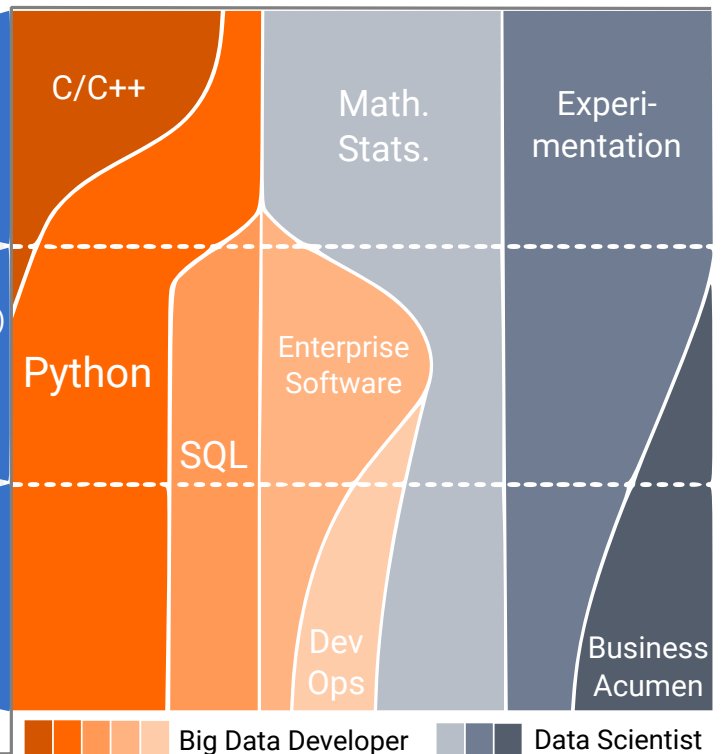 C/C++
Math.
Stats.
Experi-
mentation
)
Python
Enterprise
Software
SQL
Dev
Ops
Business
Acumen
Big Data Developer
Data Scientist